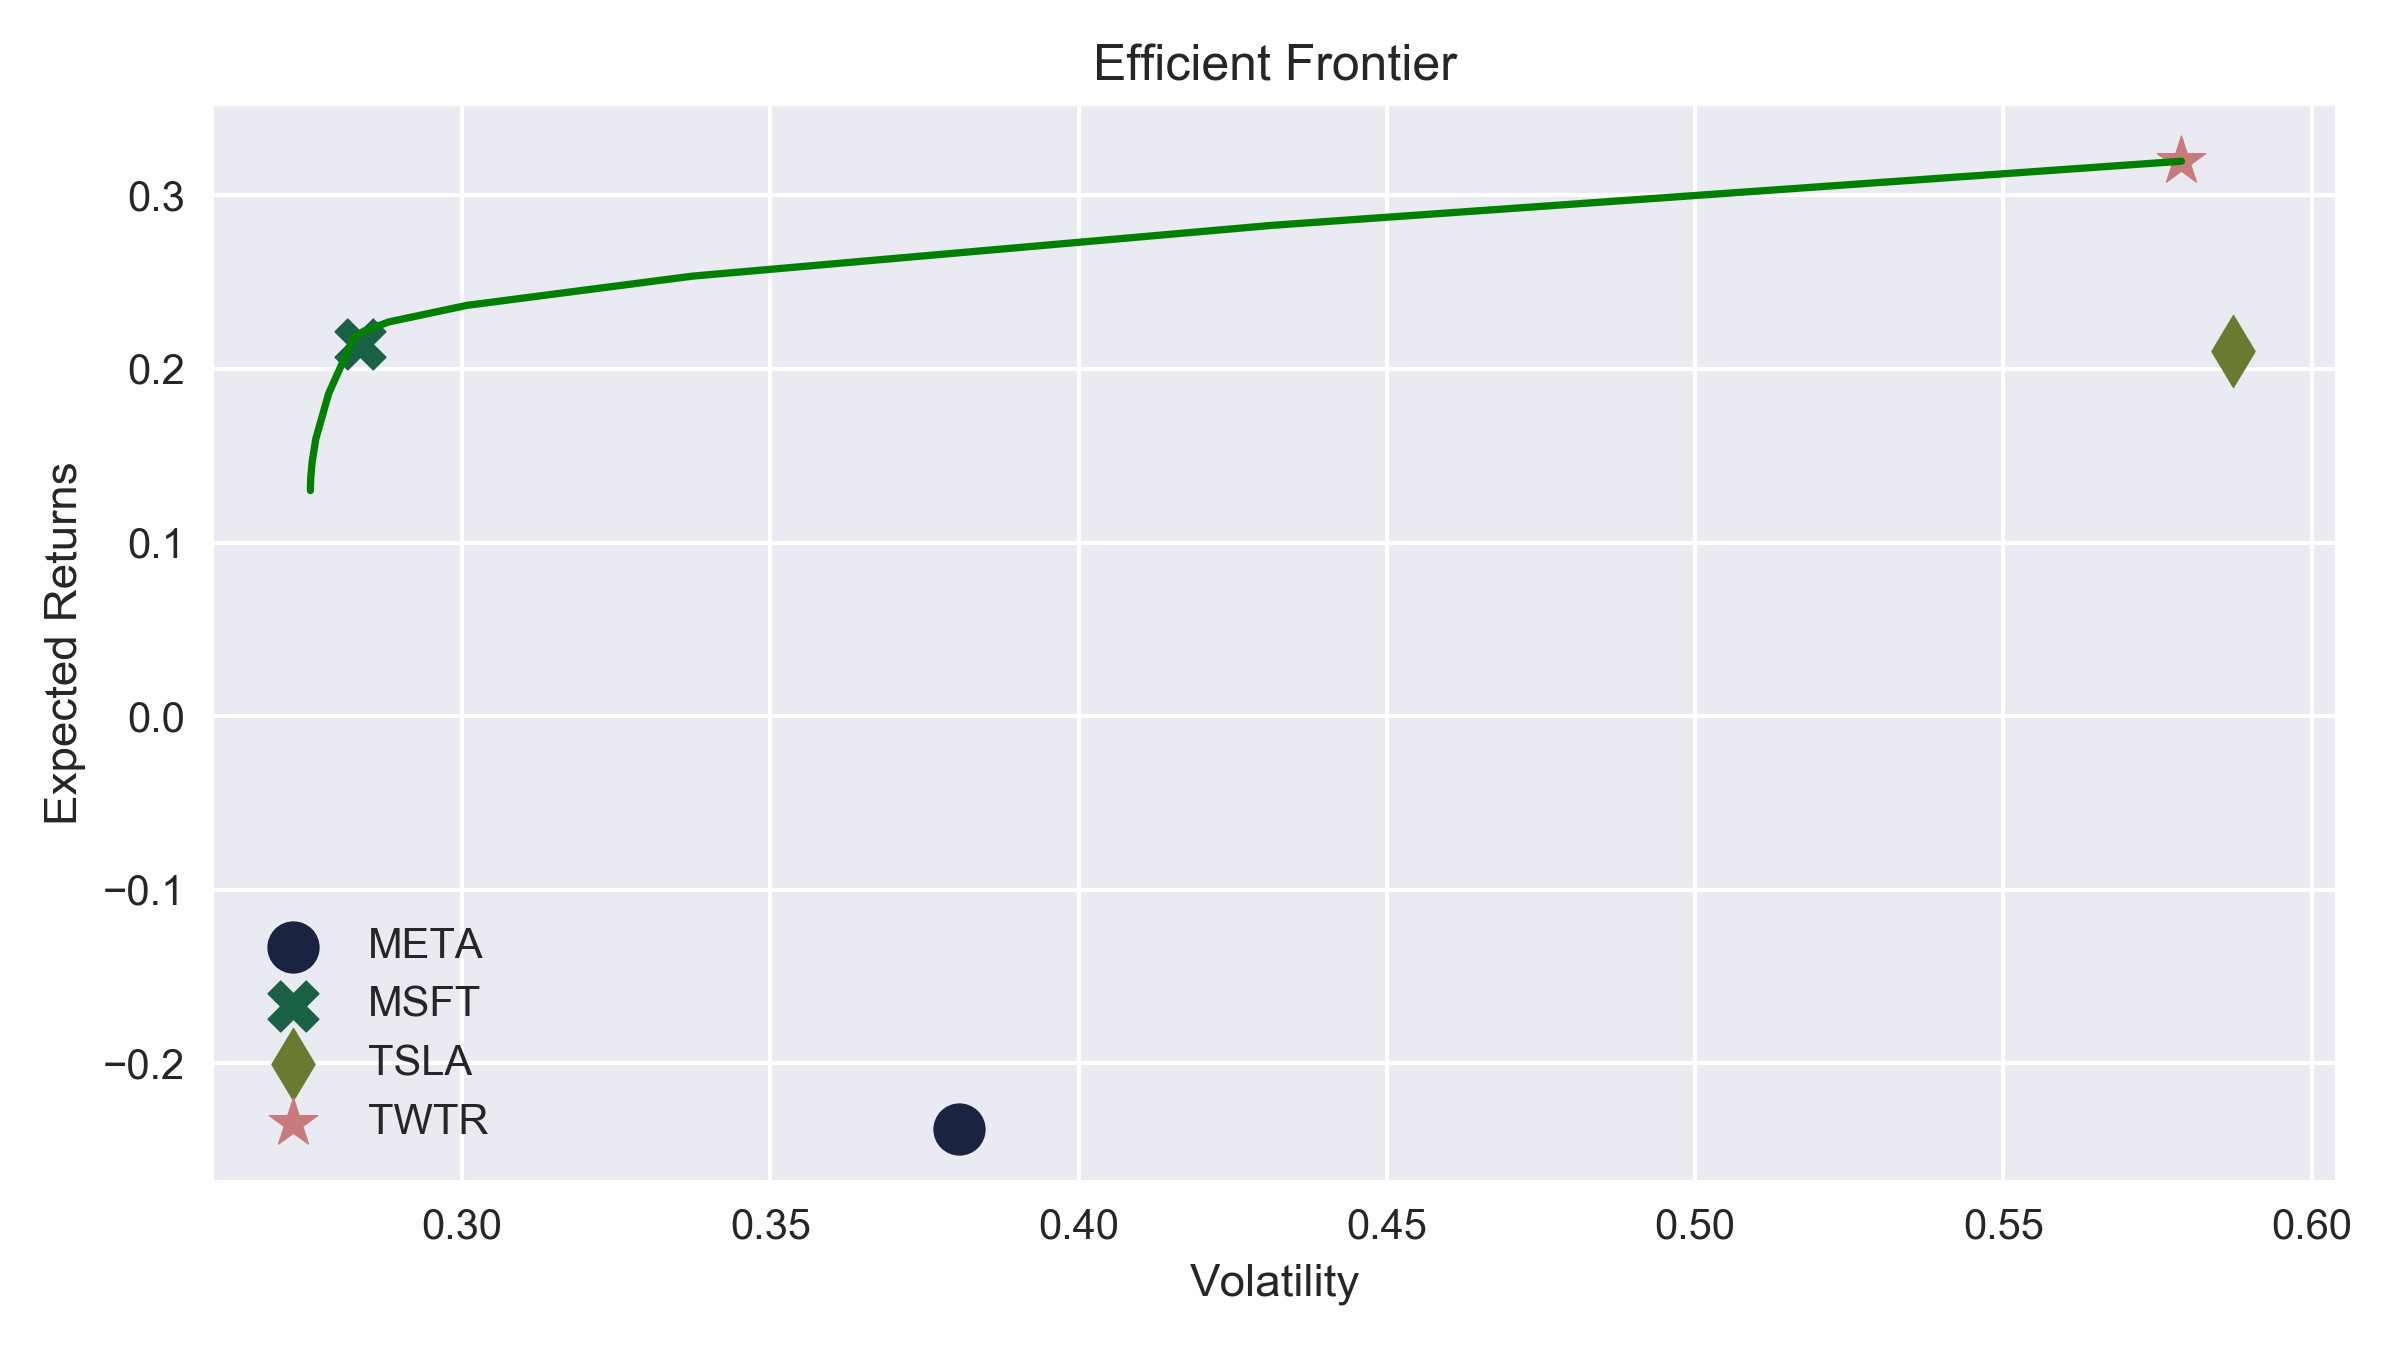 Efficient Frontier
Expected Returns
0.3
0.2
0.1
0.0
−0.1
−0.2
META
MSFT
TSLA
TWTR
0.30 0.35 0.40 0.45 0.50 0.55 0.60
Volatility